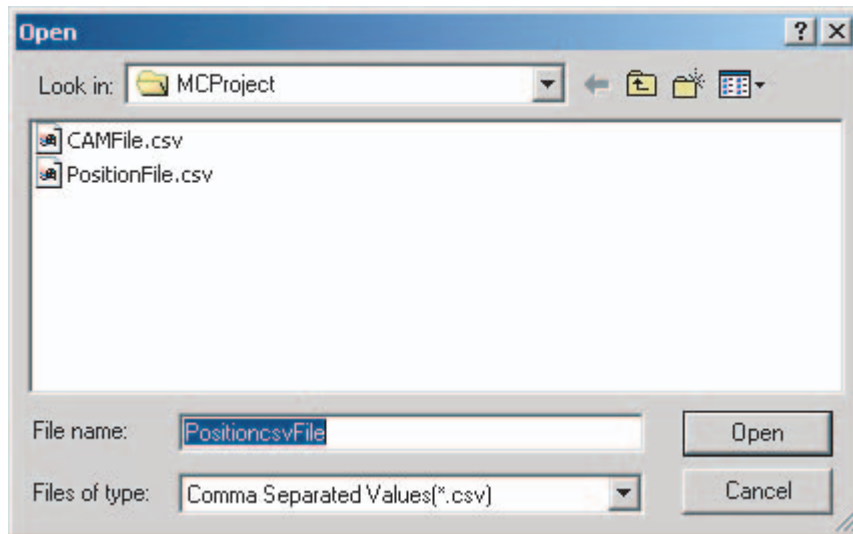 Open
Look in: MCProject
CAMFile.csv
PositionFile.csv
File name: PositioncsvFile Open
Files of type: Comma Separated Values(*.csv) Cancel